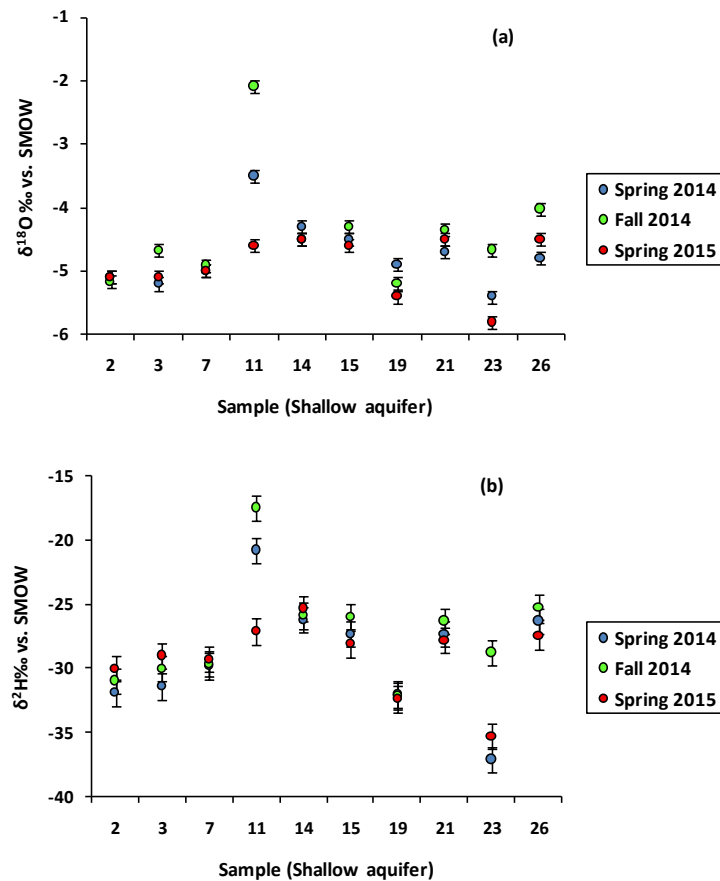 (a)
δ18O ‰ vs. SMOW
-1
-2
-3
-4
-5
-6
2 3 7 11 14 15 19 21 23 26
Sample (Shallow aquifer)
Spring 2014
Fall 2014
Spring 2015
(b)
δ2H‰ vs. SMOW
-15
-20
-25
-30
-35
-40
2 3 7 11 14 15 19 21 23 26
Sample (Shallow aquifer)
Spring 2014
Fall 2014
Spring 2015